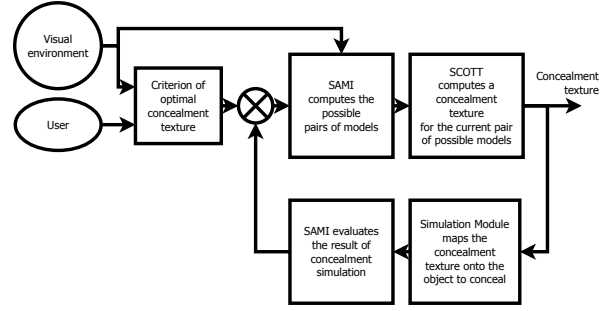 Visual
environment
User
Criterion of
optimal
concealment
texture
SAMI
computes the
possible
pairs of models
SCOTT
computes a
concealment
texture
for the current pair
of possible models
Concealment
texture
SAMI evaluates
the result of
concealment
simulation
Simulation Module
maps the
concealment
texture onto the
object to conceal